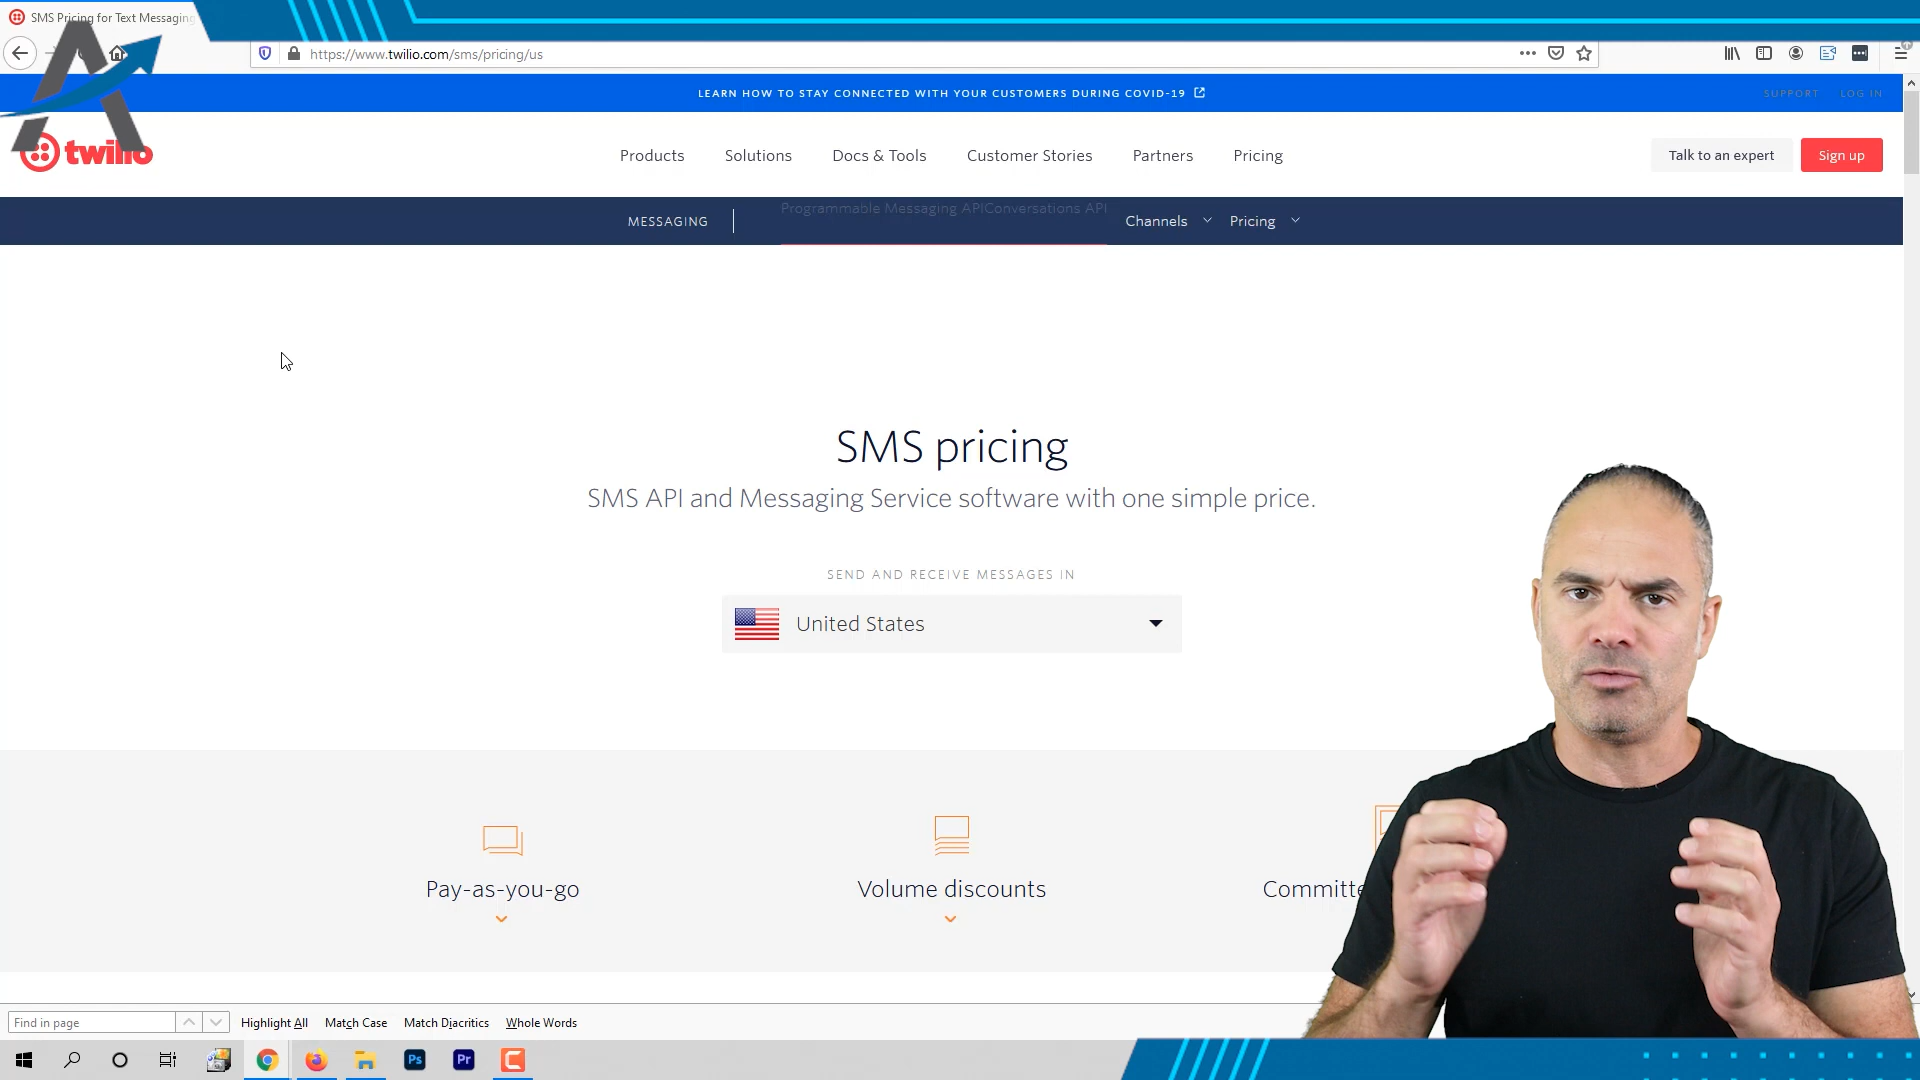 SMS Pricing for Text Messaging
https://www.twilio.com/sms/pricing/us
LEARN HOW TO STAY CONNECTED WITH YOUR CUSTOMERS DURING COVID-19
SUPPORT LOG IN
twilio
Products Solutions Docs & Tools Customer Stories Partners Pricing
Talk to an expert Sign up
MESSAGING Programmable Messaging API Conversations API Channels Pricing
SMS pricing
SMS API and Messaging Service software with one simple price.
SEND AND RECEIVE MESSAGES IN
United States
Pay-as-you-go Volume discounts
Find in page Highlight All Match Case Match Diacritics Whole Words
Ps Pr